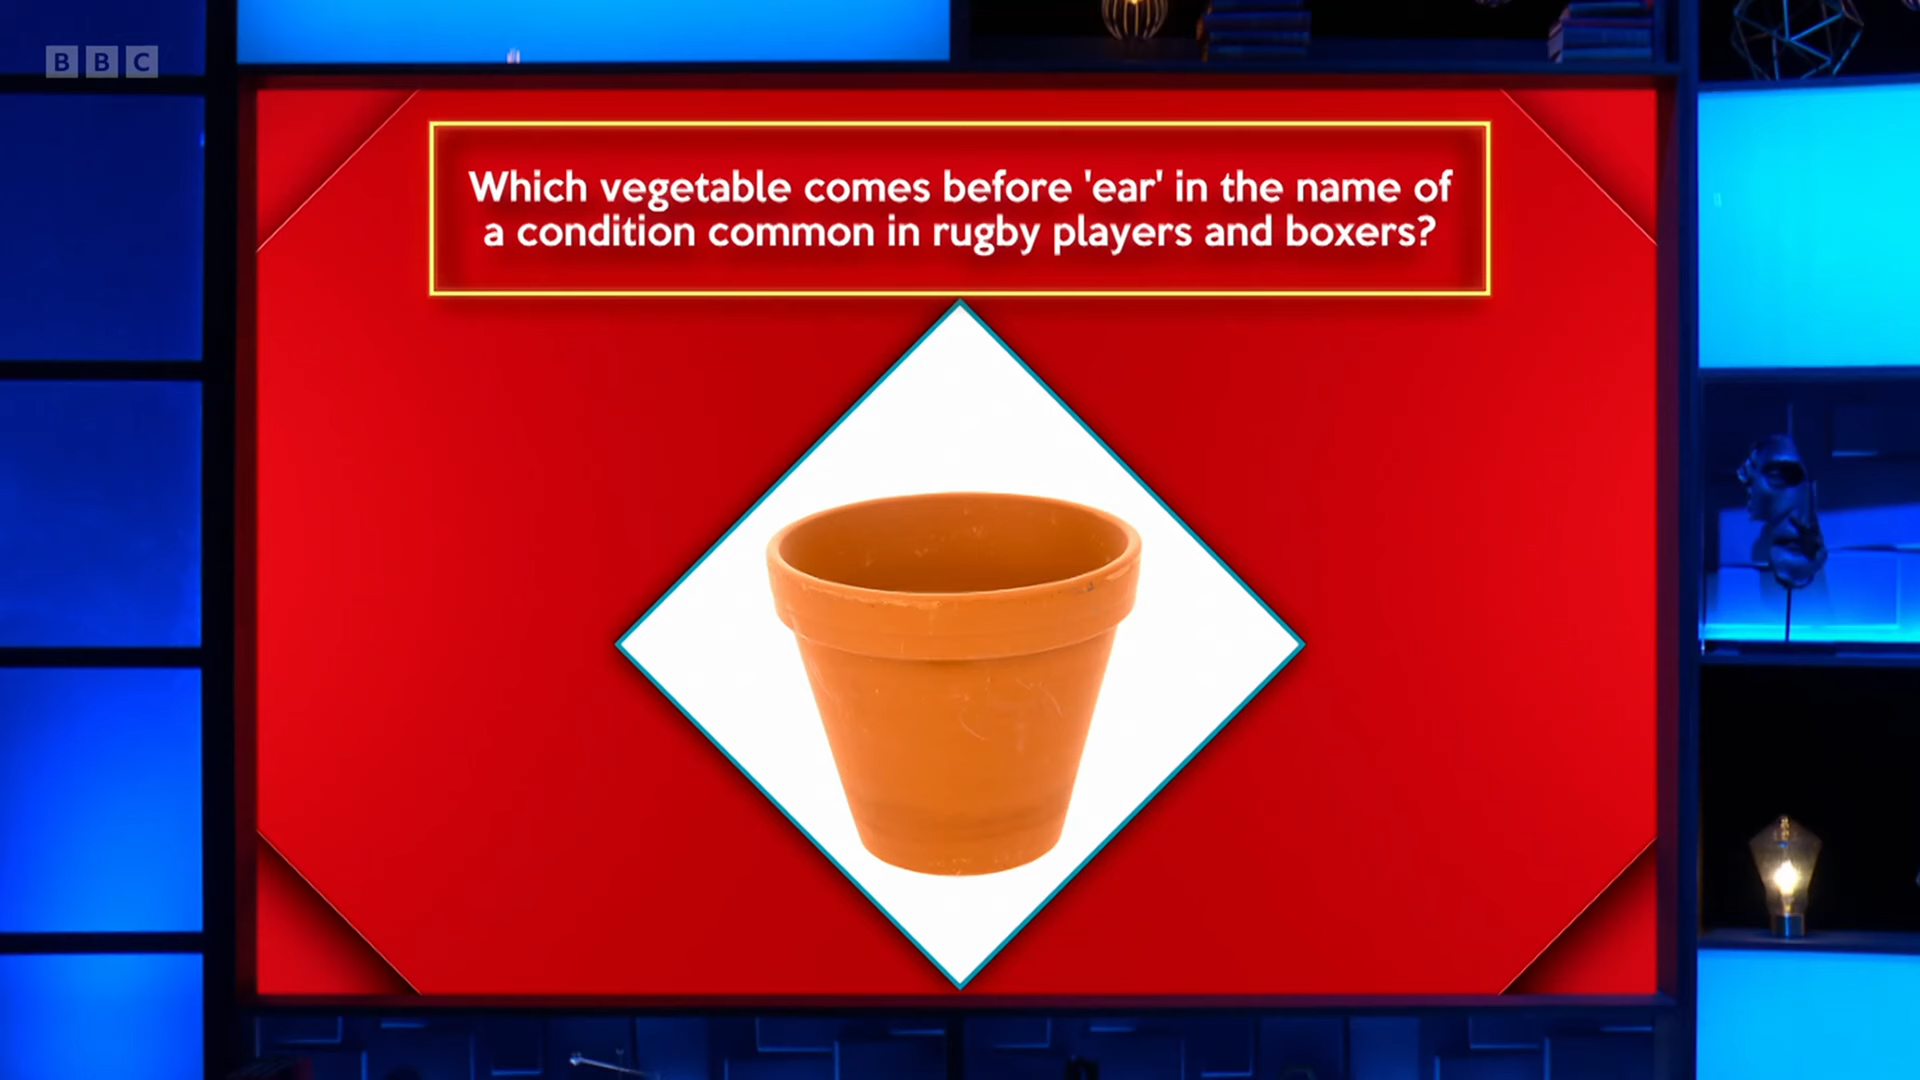 BBC
Which vegetable comes before 'ear' in the name of
a condition common in rugby players and boxers?